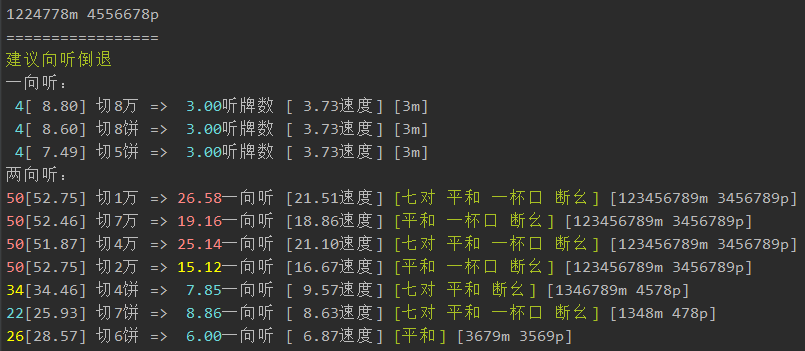 1224778m 4556678p
=================
建议向听倒退
一向听：
4[ 8.80] 切8万 => 3.00听牌数 [ 3.73速度] [3m]
4[ 8.60] 切8饼 => 3.00听牌数 [ 3.73速度] [3m]
4[ 7.49] 切5饼 => 3.00听牌数 [ 3.73速度] [3m]
两向听：
50[52.75] 切1万 => 26.58一向听 [21.51速度] [七对 平和 一杯口 断幺] [123456789m 3456789p]
50[52.46] 切7万 => 19.16一向听 [18.86速度] [平和 一杯口 断幺] [123456789m 3456789p]
50[51.87] 切4万 => 25.14一向听 [21.10速度] [七对 平和 一杯口 断幺] [123456789m 3456789p]
50[52.75] 切2万 => 15.12一向听 [16.67速度] [平和 一杯口 断幺] [123456789m 3456789p]
34[34.46] 切4饼 => 7.85一向听 [ 9.57速度] [七对 平和 断幺] [1346789m 4578p]
22[25.93] 切7饼 => 8.86一向听 [ 8.63速度] [七对 平和 一杯口 断幺] [1348m 478p]
26[28.57] 切6饼 => 6.00一向听 [ 6.87速度] [平和] [3679m 3569p]